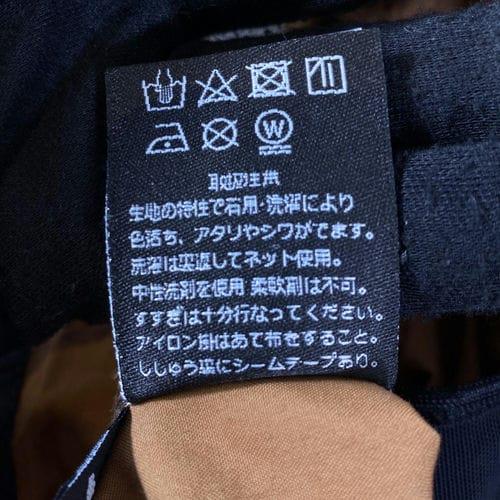 W
取扱注意
生地の特性で着用・洗濯により
色落ち、アタリやシワがでます。
洗濯は裏返してネット使用。
中性洗剤を使用 柔軟剤は不可。
すすぎは十分行なってください。
アイロン掛はあて布をすること。
ししゅう裏にシームテープあり。